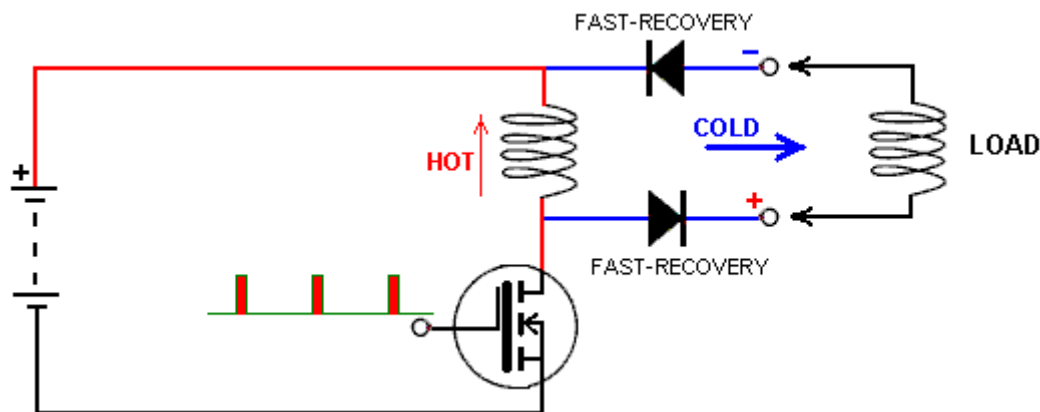 FAST-RECOVERY
−
COLD
HOT
LOAD
+
+
FAST-RECOVERY